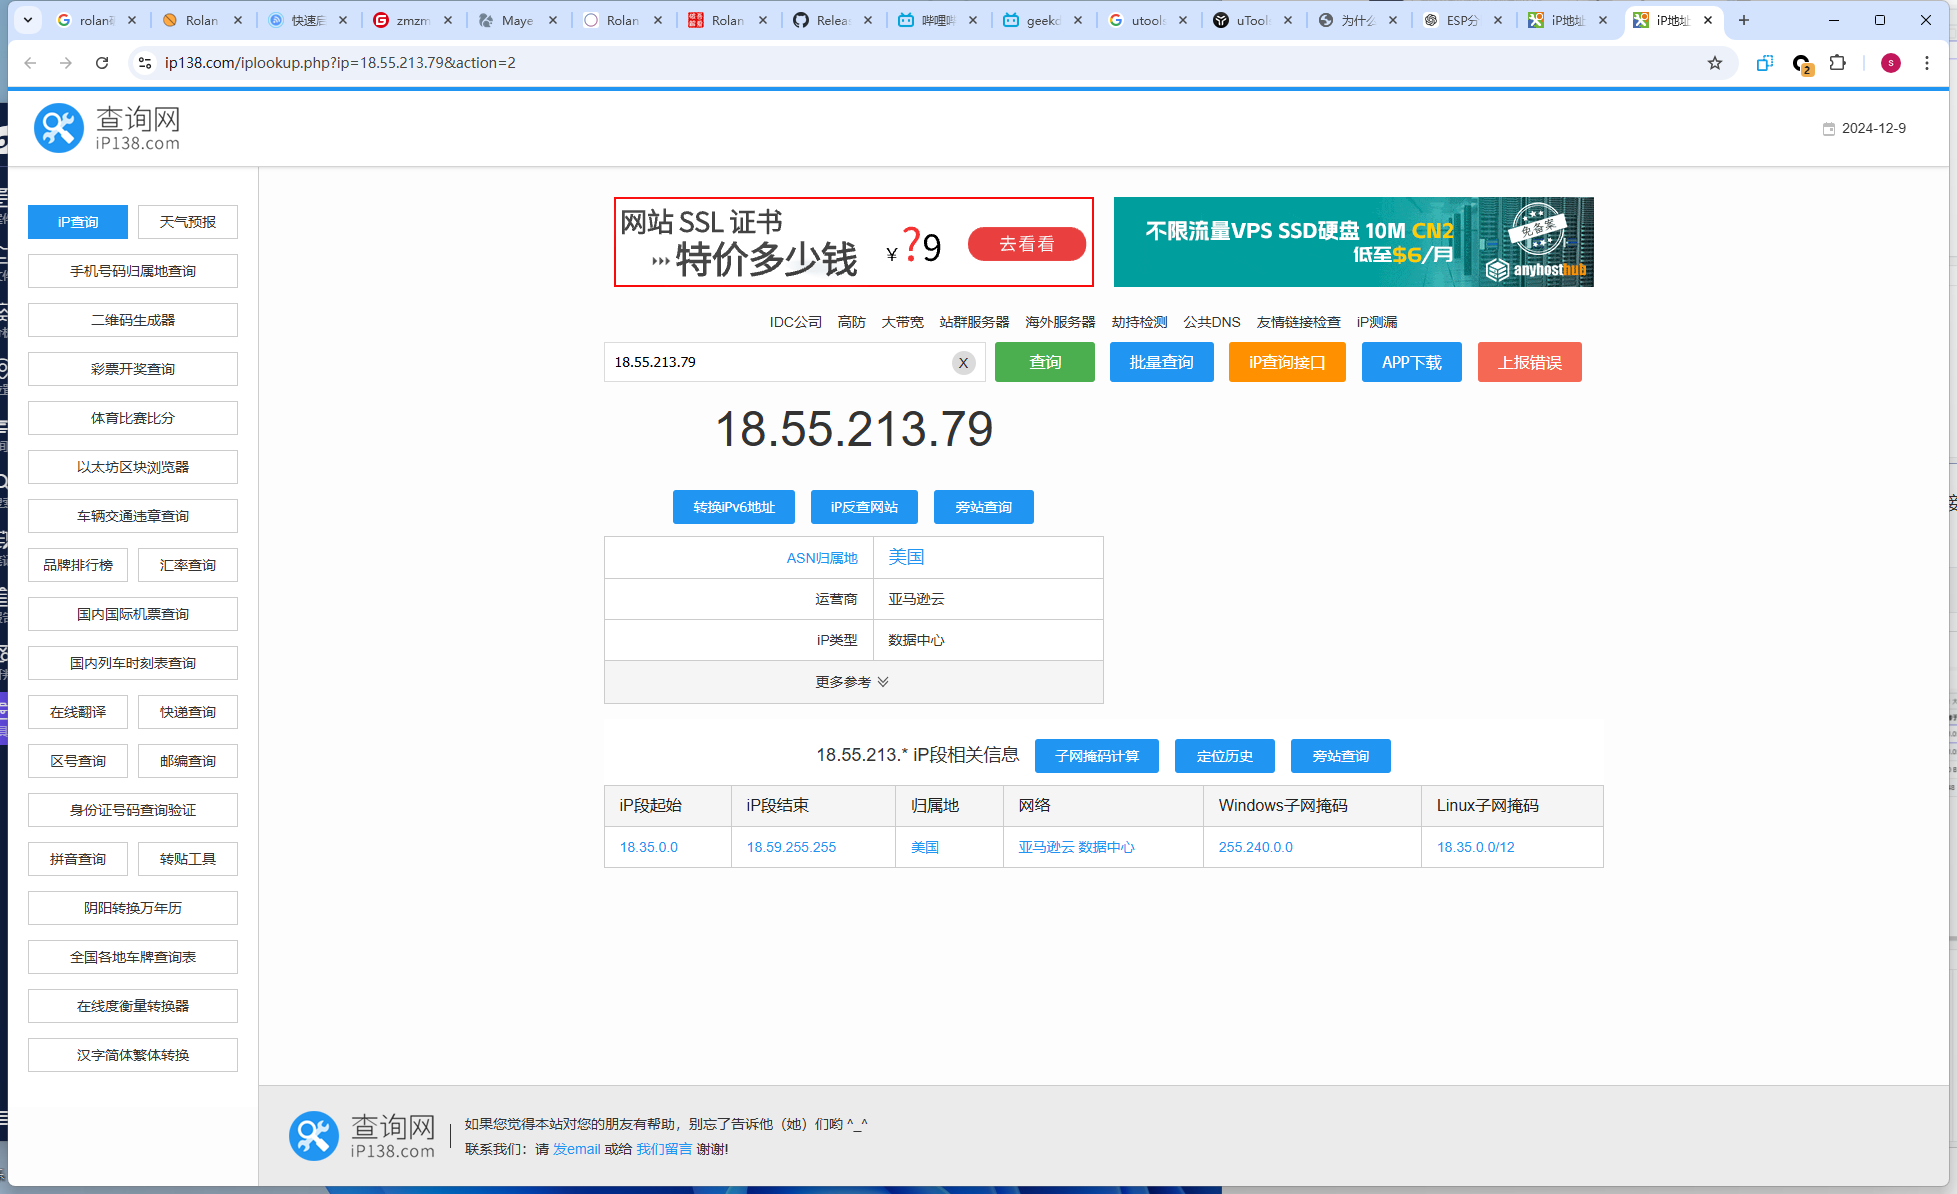 rolan
Rolan
快速启
zmzm
Maye
Rolan
Rolan
Relea
哔哩哔
geekd
utools
uTools
为什么
ESP分
iP地址
iP地址
ip138.com/iplookup.php?ip=18.55.213.79&action=2
2
s
查询网
iP138.com
2024-12-9
iP查询
天气预报
手机号码归属地查询
二维码生成器
彩票开奖查询
体育比赛比分
以太坊区块浏览器
车辆交通违章查询
品牌排行榜
汇率查询
国内国际机票查询
国内列车时刻表查询
在线翻译
快递查询
区号查询
邮编查询
身份证号码查询验证
拼音查询
转贴工具
阴阳转换万年历
全国各地车牌查询表
在线度衡量转换器
汉字简体繁体转换
网站 SSL 证书
特价多少钱
¥?9
去看看
不限流量VPS SSD硬盘 10M CN2
低至$6/月
免备案
anyhosthub
IDC公司 高防 大带宽 站群服务器 海外服务器 劫持检测 公共DNS 友情链接检查 iP测漏
18.55.213.79
X
查询
批量查询
iP查询接口
APP下载
上报错误
18.55.213.79
转换iPv6地址
iP反查网站
旁站查询
ASN归属地 美国
运营商 亚马逊云
iP类型 数据中心
更多参考
18.55.213.* iP段相关信息
子网掩码计算
定位历史
旁站查询
iP段起始 iP段结束 归属地 网络 Windows子网掩码 Linux子网掩码
18.35.0.0 18.59.255.255 美国 亚马逊云 数据中心 255.240.0.0 18.35.0.0/12
查询网
iP138.com
如果您觉得本站对您的朋友有帮助，别忘了告诉他（她）们哟 ^_^
联系我们：请 发email 或给 我们留言 谢谢!